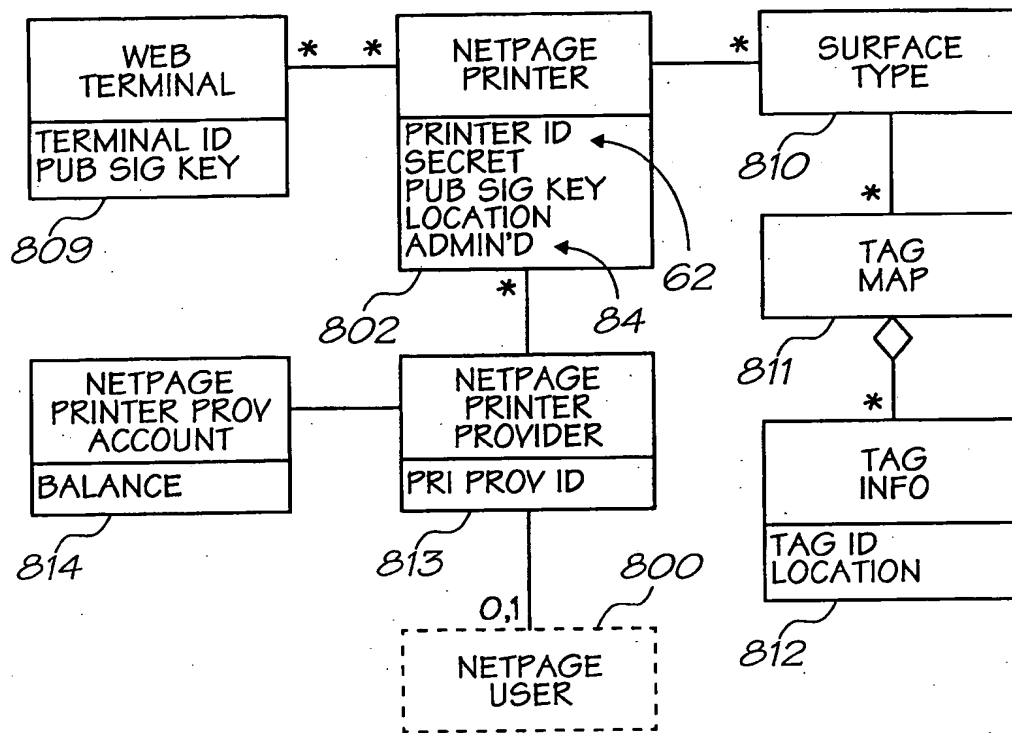 WEB
TERMINAL
TERMINAL ID
PUB SIG KEY
809
* *
NETPAGE
PRINTER
PRINTER ID
SECRET
PUB SIG KEY
LOCATION
ADMIN'D
802
62
84
*
*
SURFACE
TYPE
810
*
TAG
MAP
811
*
TAG
INFO
TAG ID
LOCATION
812
NETPAGE
PRINTER PROV
ACCOUNT
BALANCE
814
NETPAGE
PRINTER
PROVIDER
PRI PROV ID
813
800
0,1
NETPAGE
USER